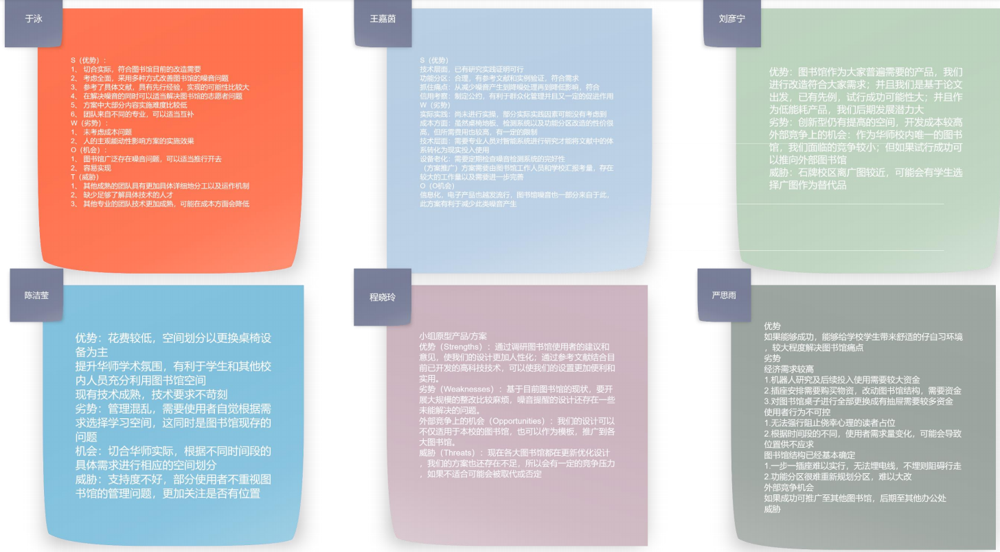 于泳
S（优势）：
1、 切合实际，符合图书馆目前的改造需要
2、 考虑全面，采用多种方式改善图书馆的噪音问题
3、 参考了具体文献，具有先行经验，实现的可能性比较大
4、 在解决噪音的同时可以适当解决图书馆的志愿者问题
5、 方案中大部分内容实施难度比较低
6、 团队来自不同的专业，可以适当互补
W（劣势）：
1、 未考虑成本问题
2、 人的主观能动性影响方案的实施效果
O（机会）：
1、 图书馆广泛存在噪音问题，可以适当推行开去
2、 容易实现
T（威胁）
1、 其他成熟的团队具有更加具体详细地分工以及运作机制
2、 缺少足够了解具体技术的人才
3、 其他专业的团队技术更加成熟，可能在成本方面会降低
王嘉茵
S（优势）
技术层面，已有研究实践证明可行
功能分区：合理，有参考文献和实例验证，符合需求
抓住痛点：从减少噪音产生到降噪处理再到降低影响，符合
信用考察：制定公约，有利于群众化管理并且又一定的促进作用
W（劣势）
实际实践：尚未进行实操，部分实际实践因素可能没有考虑到
成本方面：虽然桌椅地板、检测系统以及功能分区改造的性价很
高，但所需费用也较高，有一定的限制
技术层面：需要专业人员对智能系统进行研究才能将文献中的体
系转化为现实投入使用
设备老化：需要定期检查噪音检测系统的完好性
（方案推广）方案需要由图书馆工作人员和学校汇报考量，存在
较大的工作量以及需要进一步完善
O（O机会）
信息化，电子产品也越发流行，图书馆噪音也一部分来自于此，
此方案有利于减少此类噪音产生
刘彦宁
优势：图书馆作为大家普遍需要的产品，我们
进行改造符合大家需求；并且我们是基于论文
出发，已有先例，试行成功可能性大；并且作
为低能耗产品，我们后期发展潜力大
劣势：创新型仍有提高的空间，开发成本较高
外部竞争上的机会：作为华师校内唯一的图书
馆，我们面临的竞争较小；但如果试行成功可
以推向外部图书馆
威胁：石牌校区离广图较近，可能会有学生选
择广图作为替代品
陈洁莹
优势：花费较低，空间划分以更换桌椅设
备为主
提升华师学术氛围，有利于学生和其他校
内人员充分利用图书馆空间
现有技术成熟，技术要求不苛刻
劣势：管理混乱，需要使用者自觉根据需
求选择学习空间，这同时是图书馆现存的
问题
机会：切合华师实际，根据不同时间段的
具体需求进行相应的空间划分
威胁：支持度不好，部分使用者不重视图
书馆的管理问题，更加关注是否有位置
程晓玲
小组原型产品/方案
优势（Strengths）：通过调研图书馆使用者的建议和
意见，使我们的设计更加人性化；通过参考文献结合目
前已开发的高科技技术，可以使我们的设置更加便利和
实用。
劣势（Weaknesses）：基于目前图书馆的现状，要开
展大规模的整改比较麻烦，噪音提醒的设计还存在一些
未能解决的问题。
外部竞争上的机会（Opportunities）：我们的设计可以
不仅适用于本校的图书馆，也可以作为模板，推广到各
大图书馆。
威胁（Threats）：现在各大图书馆都在更新优化设计
，我们的方案也还存在不足，所以会有一定的竞争压力
，如果不适合可能会被取代或否定
严思雨
优势
如果能够成功，能够给学校学生带来舒适的仔自习环境
，较大程度解决图书馆痛点
劣势
经济需求较高
1.机器人研究及后续投入使用需要较大资金
2.插座安排需要购买物资，改动图书馆结构，需要资金
3.对图书馆桌子进行全部更换成有抽屉需要较多资金
使用者行为不可控
1.无法强行阻止侥幸心理的读者占位
2.根据时间段的不同，使用者需求量变化，可能会导致
位置供不应求
图书馆结构已经基本确定
1.一步一插座难以实行，无法埋电线，不埋则阻碍行走
2.功能分区很难重新规划分区，难以大改
外部竞争机会
如果成功可推广至其他图书馆，后期至其他办公处
威胁